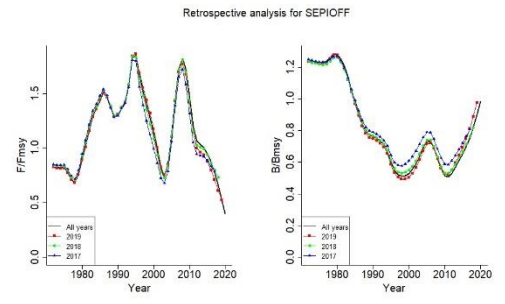 Retrospective analysis for SEPIOFF
F/Fmsy
0.0 0.5 1.0 1.5
All years
2019
2018
2017
1980 1990 2000 2010 2020
Year
B/Bmsy
0.0 0.2 0.4 0.6 0.8 1.0 1.2
All years
2019
2018
2017
1980 1990 2000 2010 2020
Year